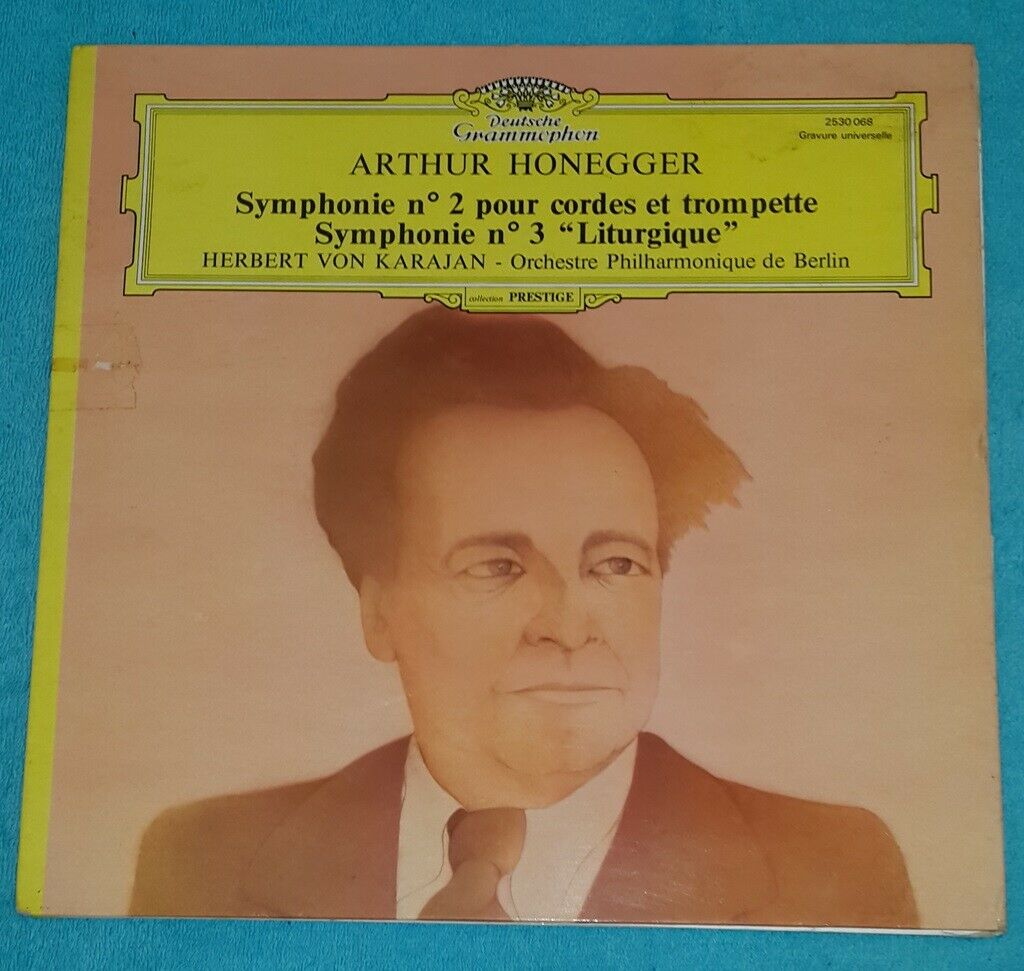 Deutsche
Grammophon
2530 068
Gravure universelle
ARTHUR HONEGGER
Symphonie n° 2 pour cordes et trompette
Symphonie n° 3 “Liturgique”
HERBERT VON KARAJAN - Orchestre Philharmonique de Berlin
collection PRESTIGE